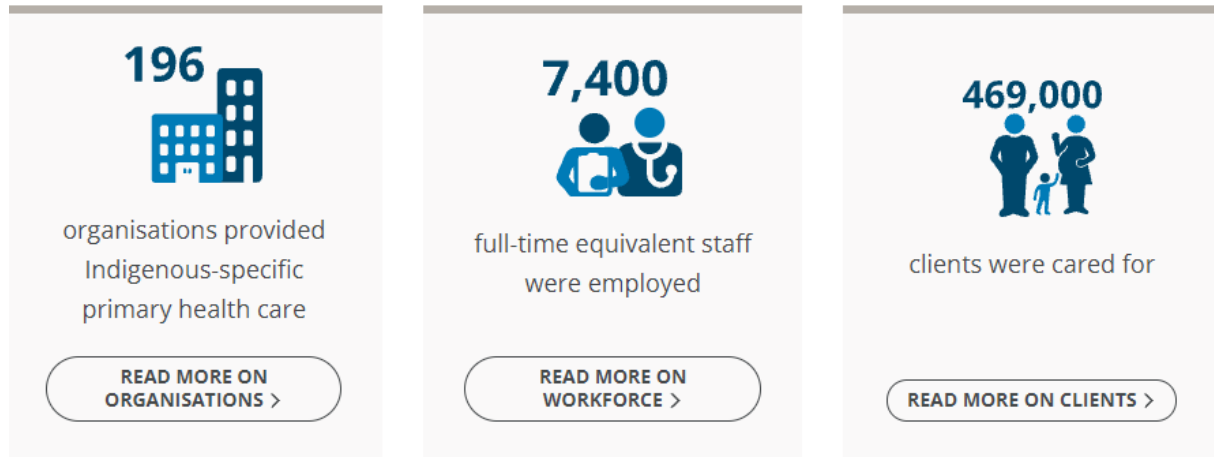 196
organisations provided
Indigenous-specific
primary health care
READ MORE ON
ORGANISATIONS >
7,400
full-time equivalent staff
were employed
READ MORE ON
WORKFORCE >
469,000
clients were cared for
READ MORE ON CLIENTS >